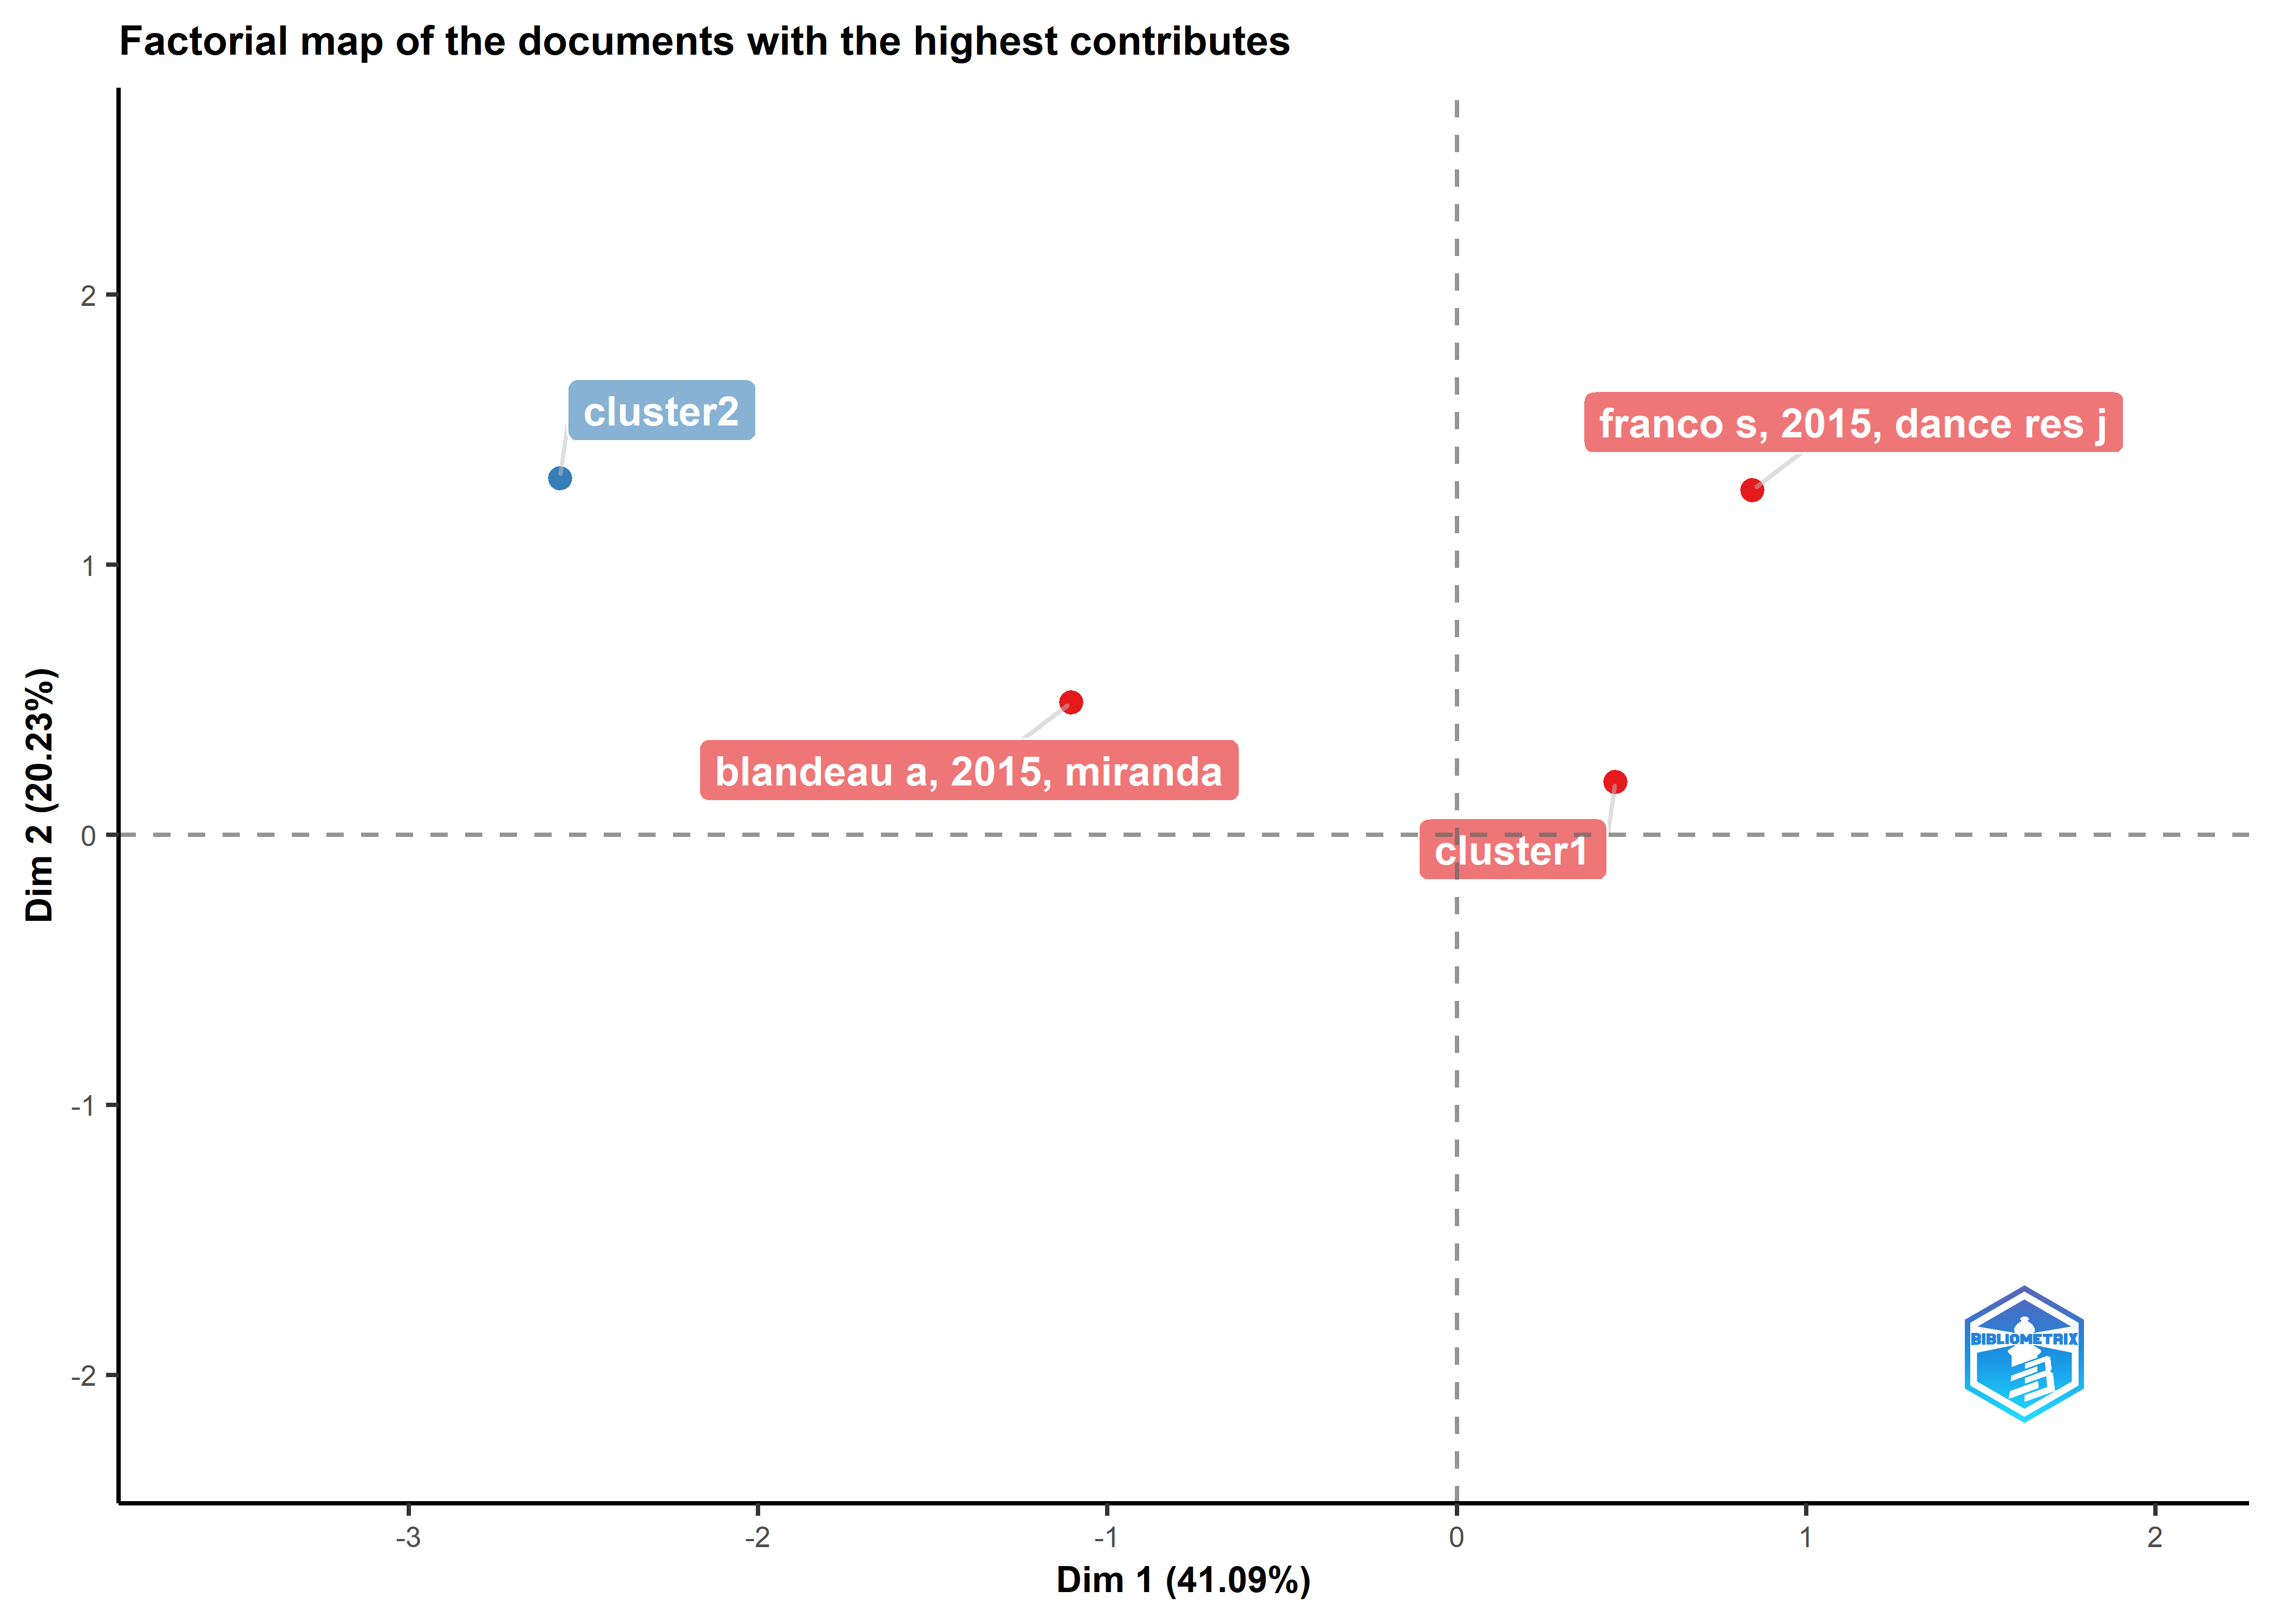 Factorial map of the documents with the highest contributes
2
cluster2
franco s, 2015, dance res j
1
blandeau a, 2015, miranda
0
cluster1
-1
-2
Dim 2 (20.23%)
BIBLIOMETRIX
-3
-2
-1
0
1
2
Dim 1 (41.09%)